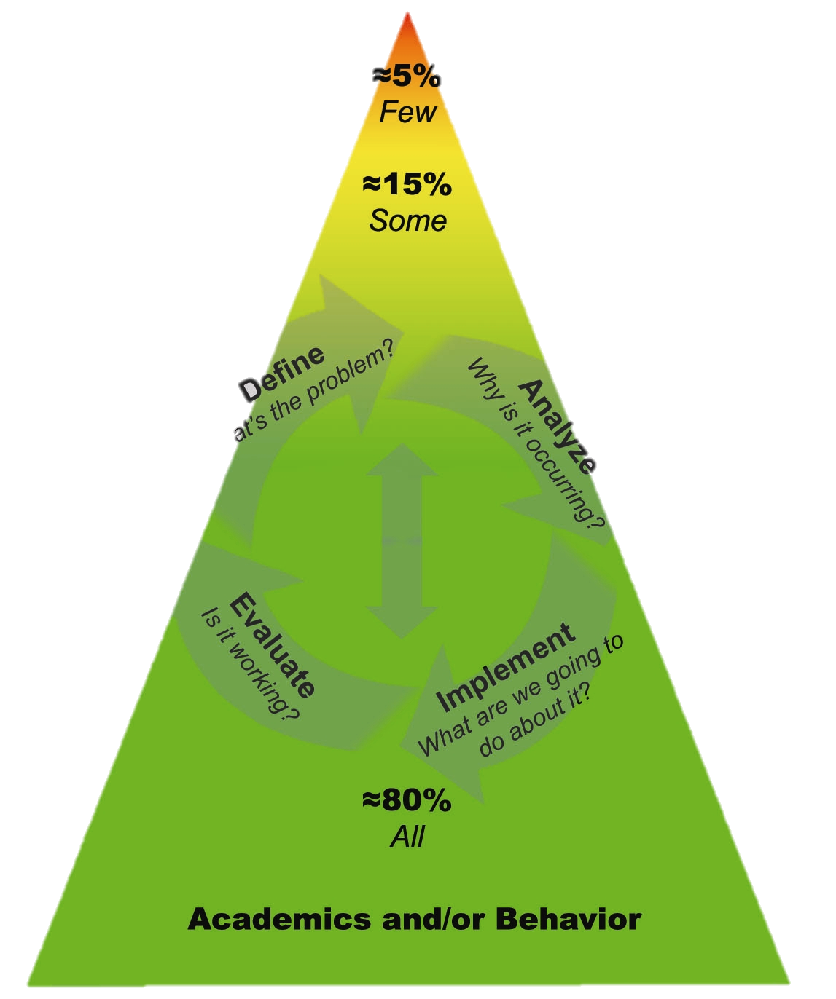 ≈5%
Few
≈15%
Some
Define
at's the problem?
Analyze
Why is it occurring?
Implement
What are we going to
do about it?
Evaluate
Is it working?
≈80%
All
Academics and/or Behavior